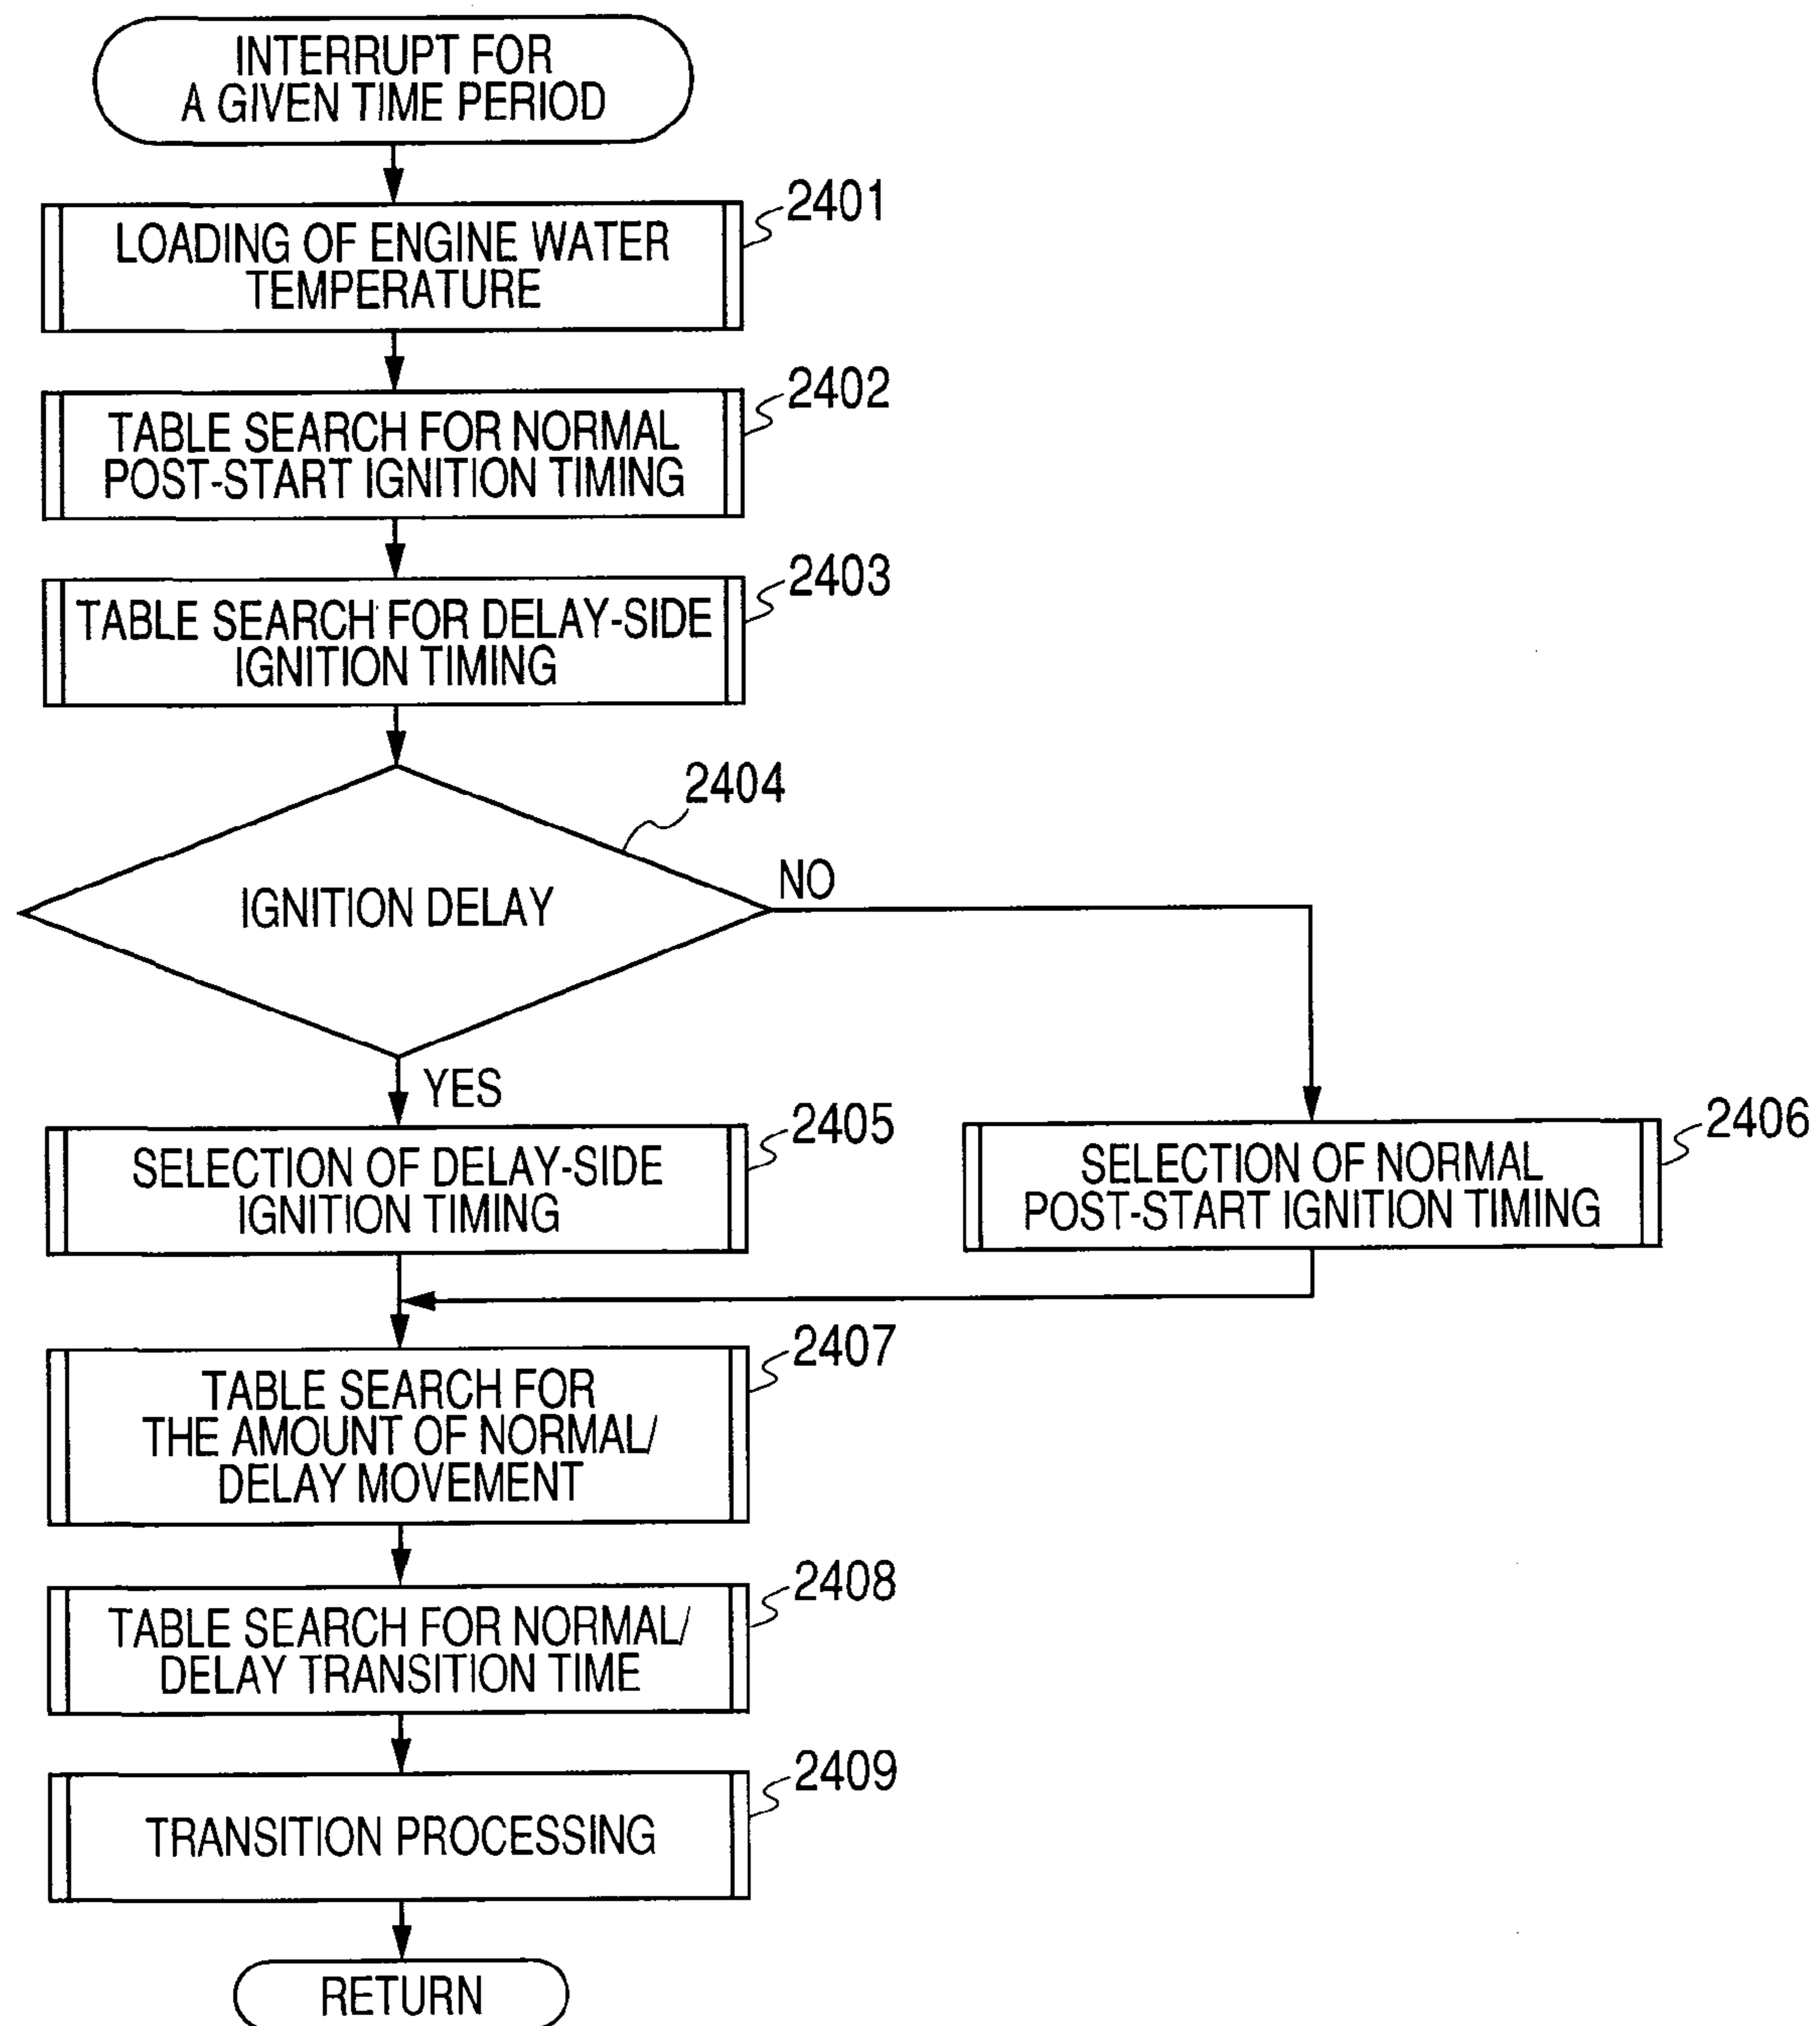 INTERRUPT FOR
A GIVEN TIME PERIOD
2401
LOADING OF ENGINE WATER
TEMPERATURE
2402
TABLE SEARCH FOR NORMAL
POST-START IGNITION TIMING
2403
TABLE SEARCH FOR DELAY-SIDE
IGNITION TIMING
2404
IGNITION DELAY
NO
YES
2405
SELECTION OF DELAY-SIDE
IGNITION TIMING
2406
SELECTION OF NORMAL
POST-START IGNITION TIMING
2407
TABLE SEARCH FOR
THE AMOUNT OF NORMAL/
DELAY MOVEMENT
2408
TABLE SEARCH FOR NORMAL/
DELAY TRANSITION TIME
2409
TRANSITION PROCESSING
RETURN